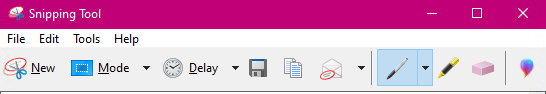 Snipping Tool
File Edit Tools Help
New Mode Delay